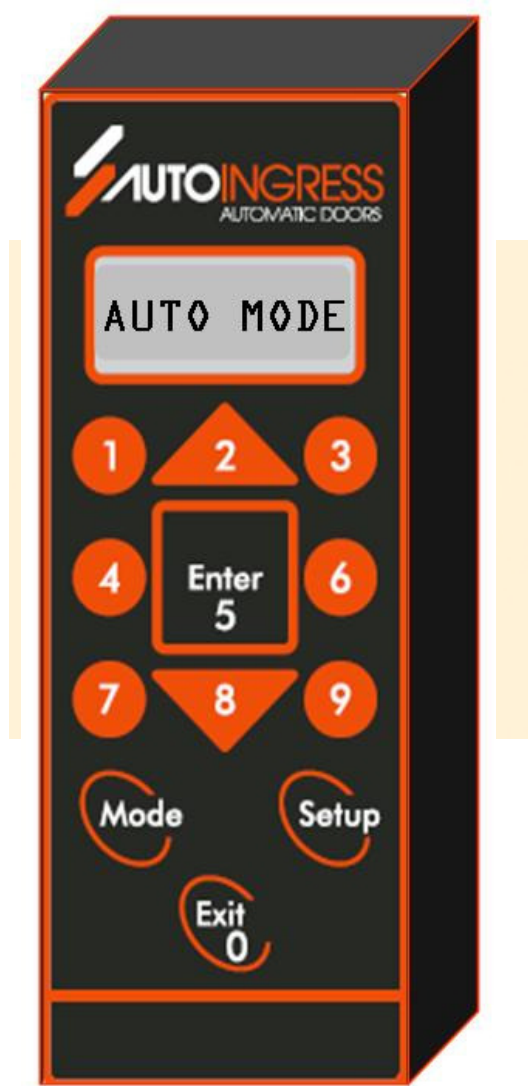 AUTOINGRESS
AUTOMATIC DOORS
AUTO MODE
1 2 3
4 Enter 5 6
7 8 9
Mode Setup
Exit 0